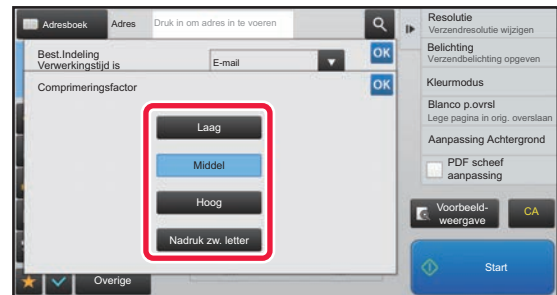 Adresboek
Adres
Druk in om adres in te voeren
Best.Indeling
Verwerkingstijd is
E-mail
OK
Comprimeringsfactor
OK
Laag
Middel
Hoog
Nadruk zw. letter
Overige
Resolutie
Verzendresolutie wijzigen
Belichting
Verzendbelichting opgeven
Kleurmodus
Blanco p.ovrsl
Lege pagina in orig. overslaan
Aanpassing Achtergrond
PDF scheef
aanpassing
Voorbeeld-
weergave
CA
Start